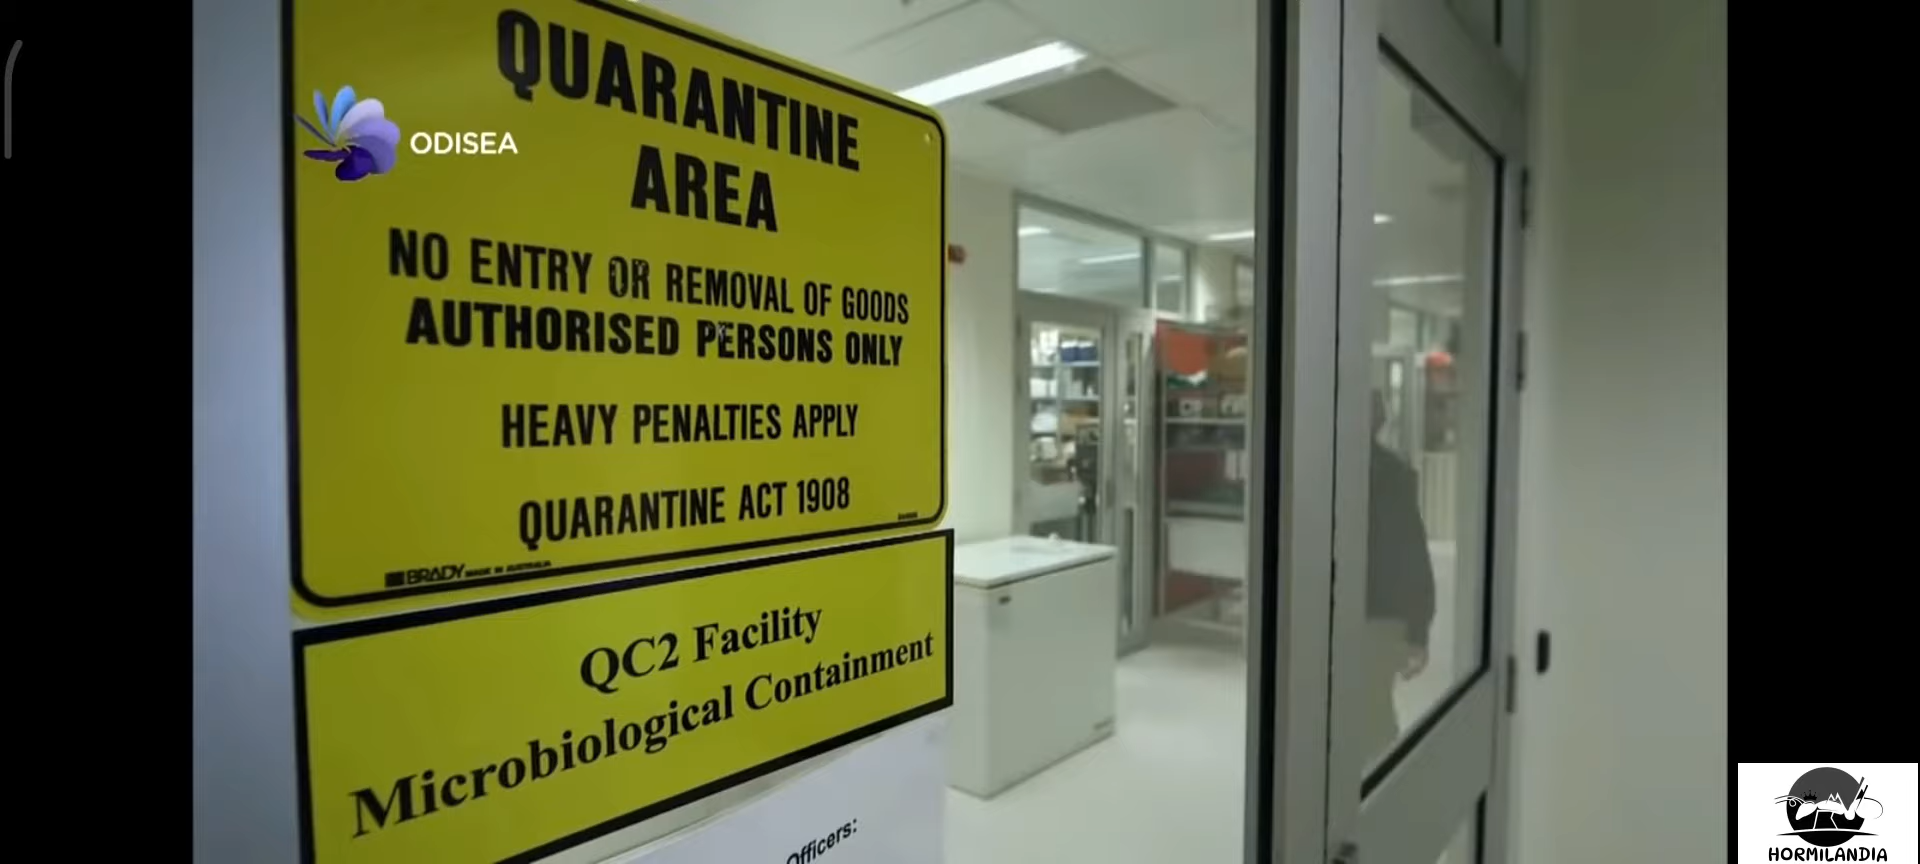 QUARANTINE
AREA
ODISEA
NO ENTRY OR REMOVAL OF GOODS
AUTHORISED PERSONS ONLY
HEAVY PENALTIES APPLY
QUARANTINE ACT 1908
BRADY MADE IN AUSTRALIA
QC2 Facility
Microbiological Containment
Officers:
HORMILANDIA